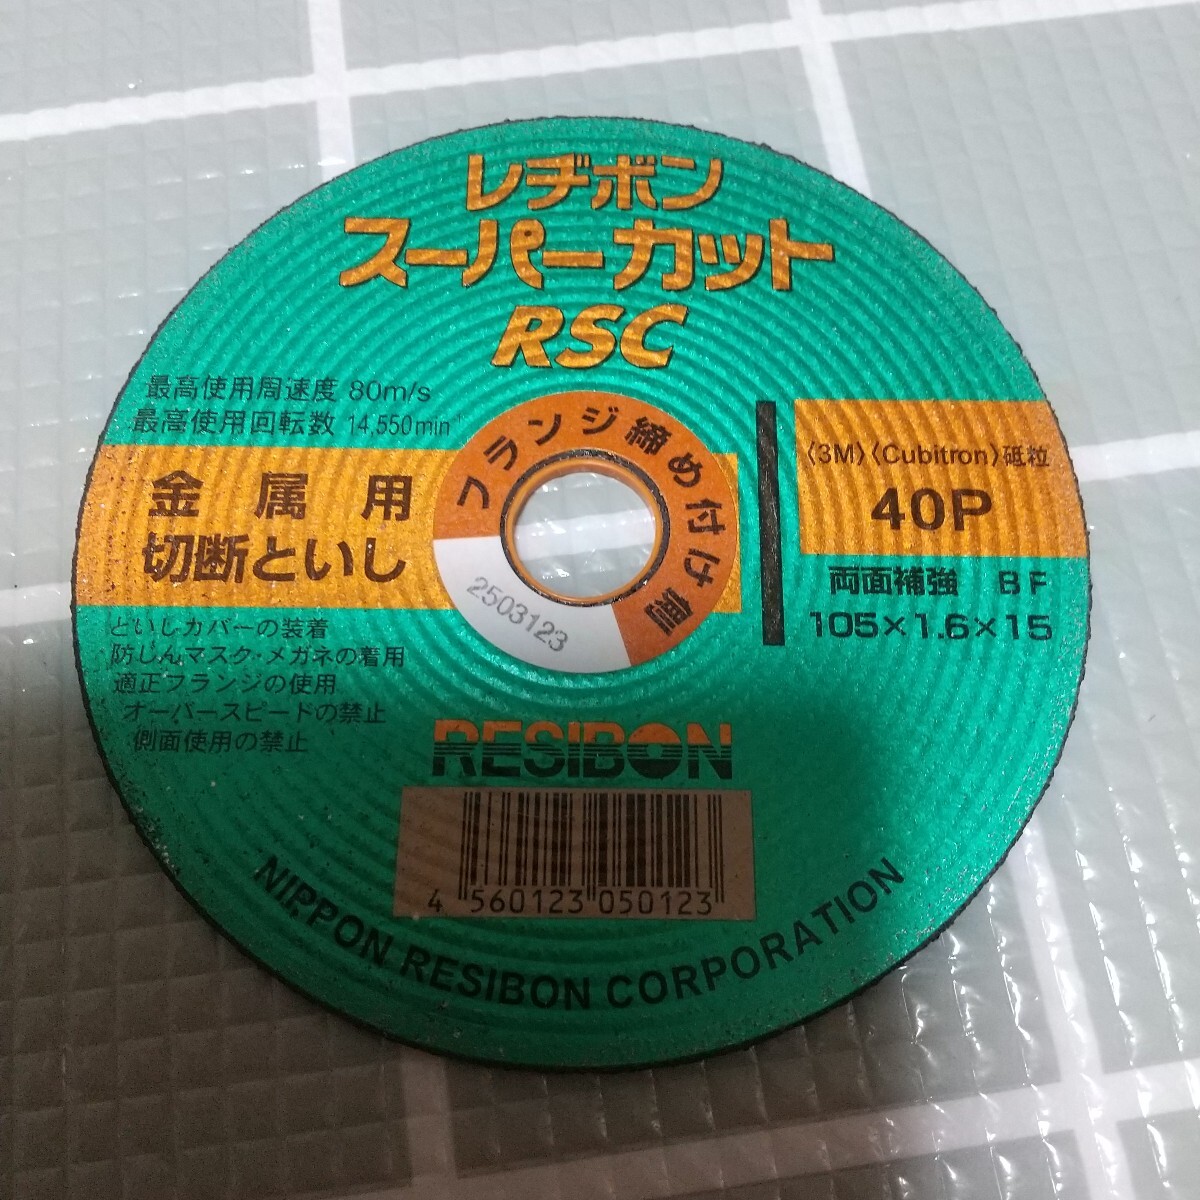 レヂボン
スーパーカット
RSC
最高使用周速度 80m/s
最高使用回転数 14,550min⁻¹
金属用
切断といし
といしカバーの装着
防じんマスク・メガネの着用
適正フランジの使用
オーバースピードの禁止
側面使用の禁止
フランジ締め付け側
2503123
〈3M〉〈Cubitron〉砥粒
40P
両面補強 BF
105×1.6×15
RESIBON
4 560123 050123
NIPPON RESIBON CORPORATION